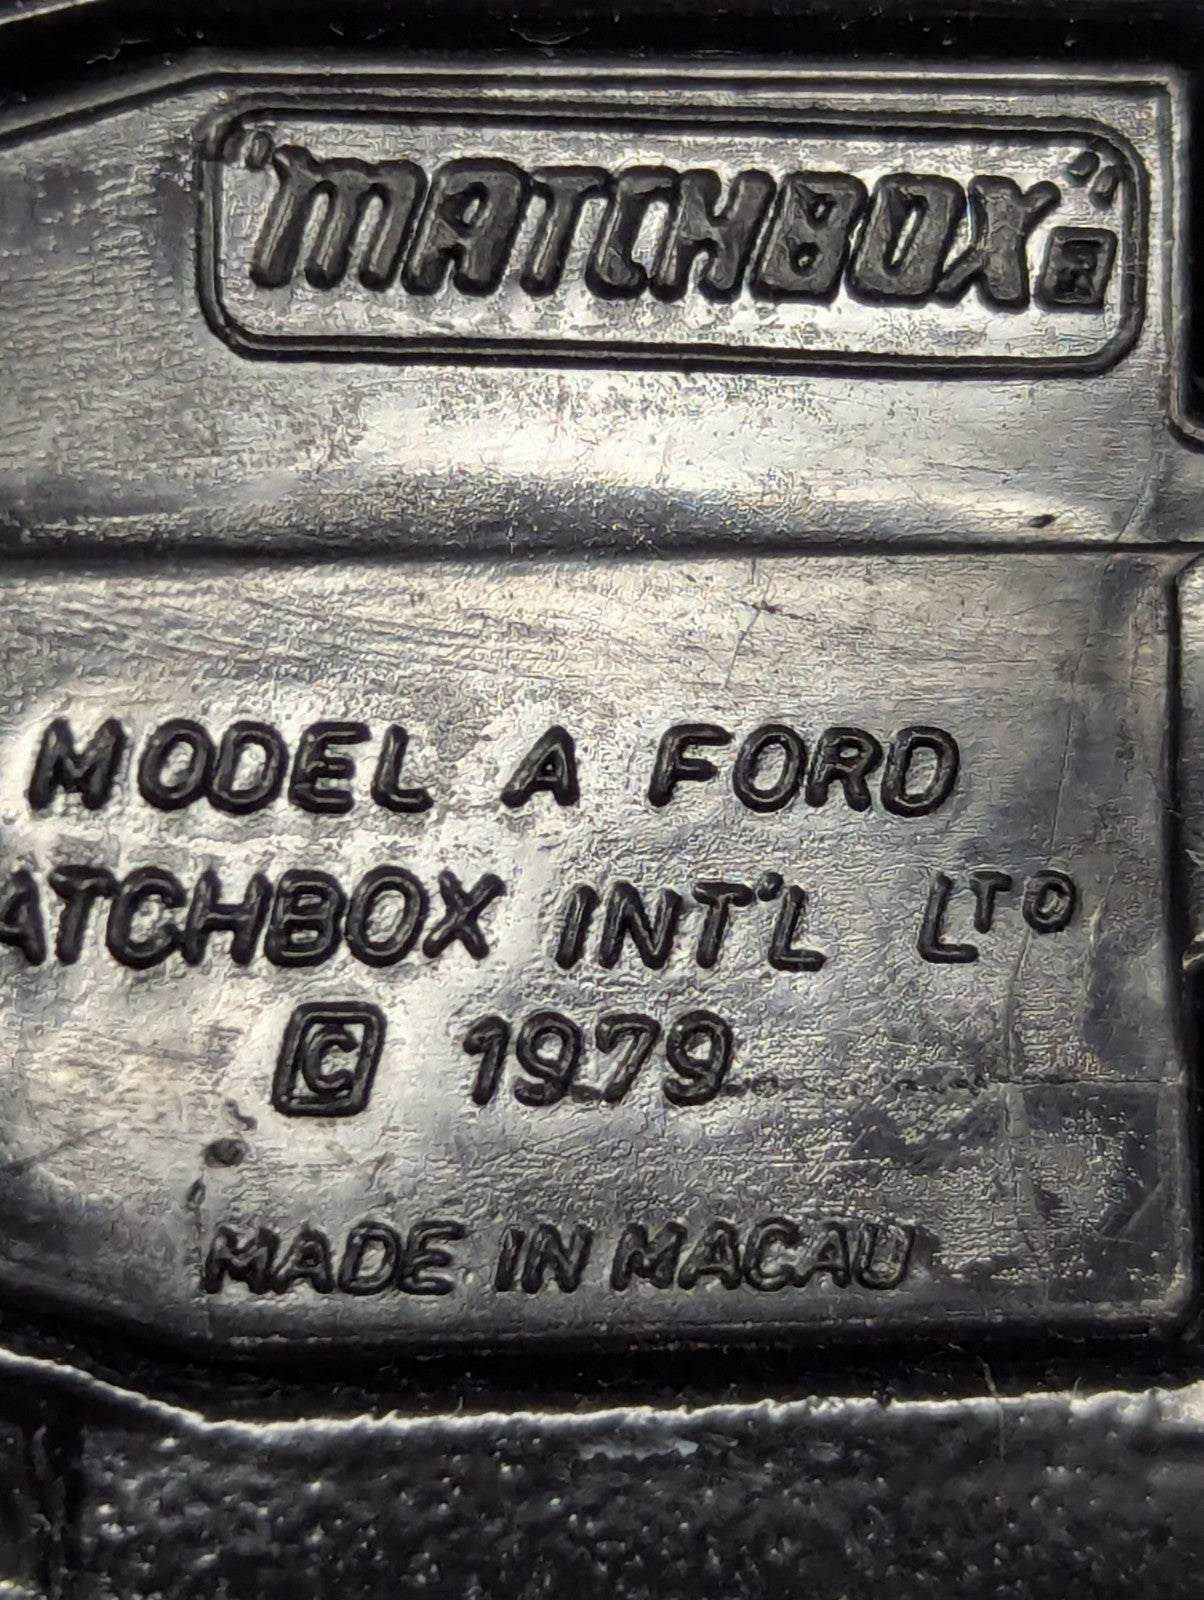 "MATCHBOX" ®
MODEL A FORD
ATCHBOX INT'L LTD
© 1979
MADE IN MACAU